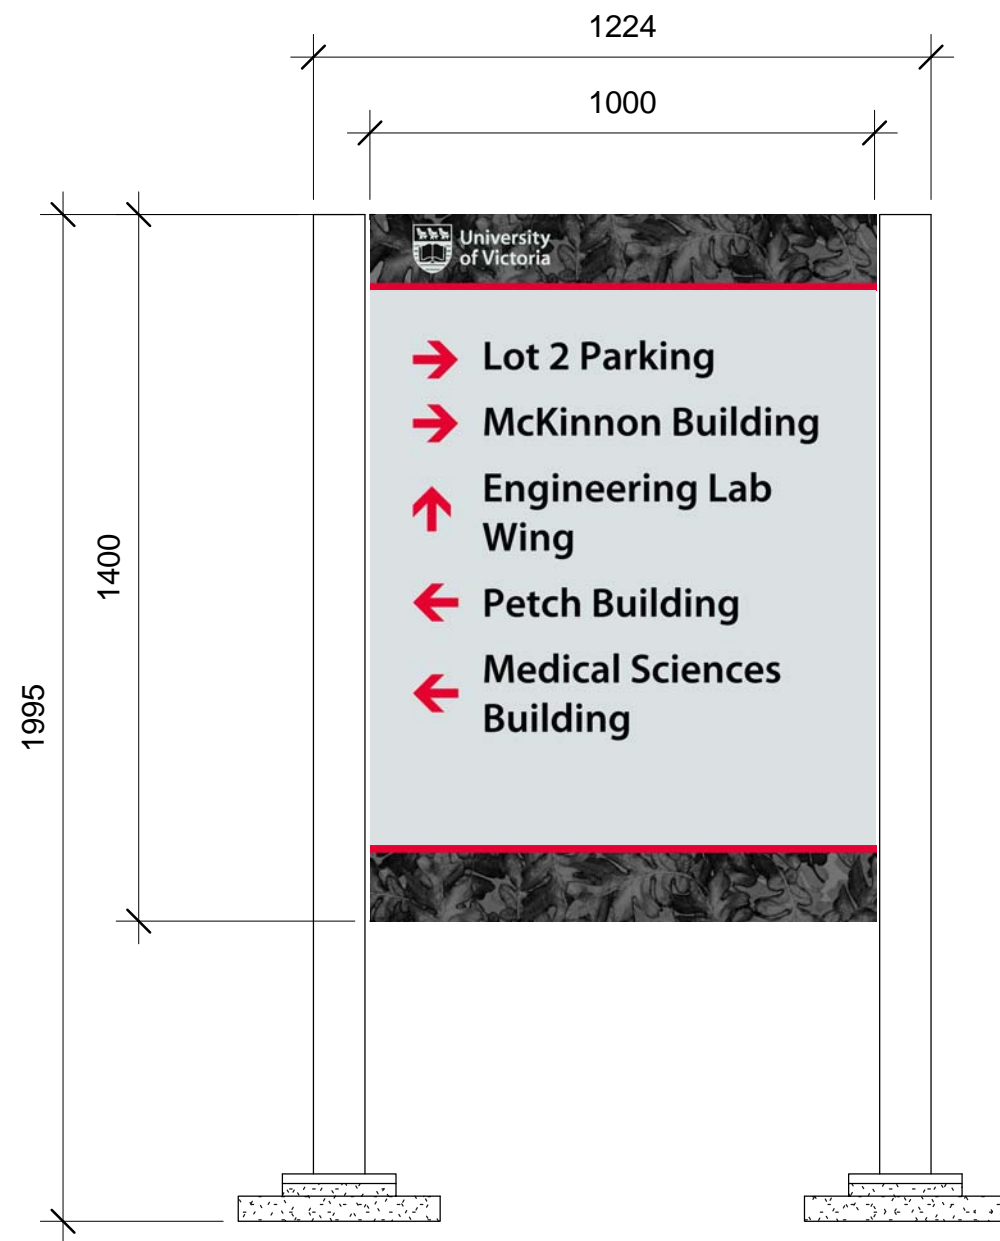 1224
1000
University
of Victoria
Lot 2 Parking
McKinnon Building
Engineering Lab
Wing
1400
Petch Building
Medical Sciences
Building
1995